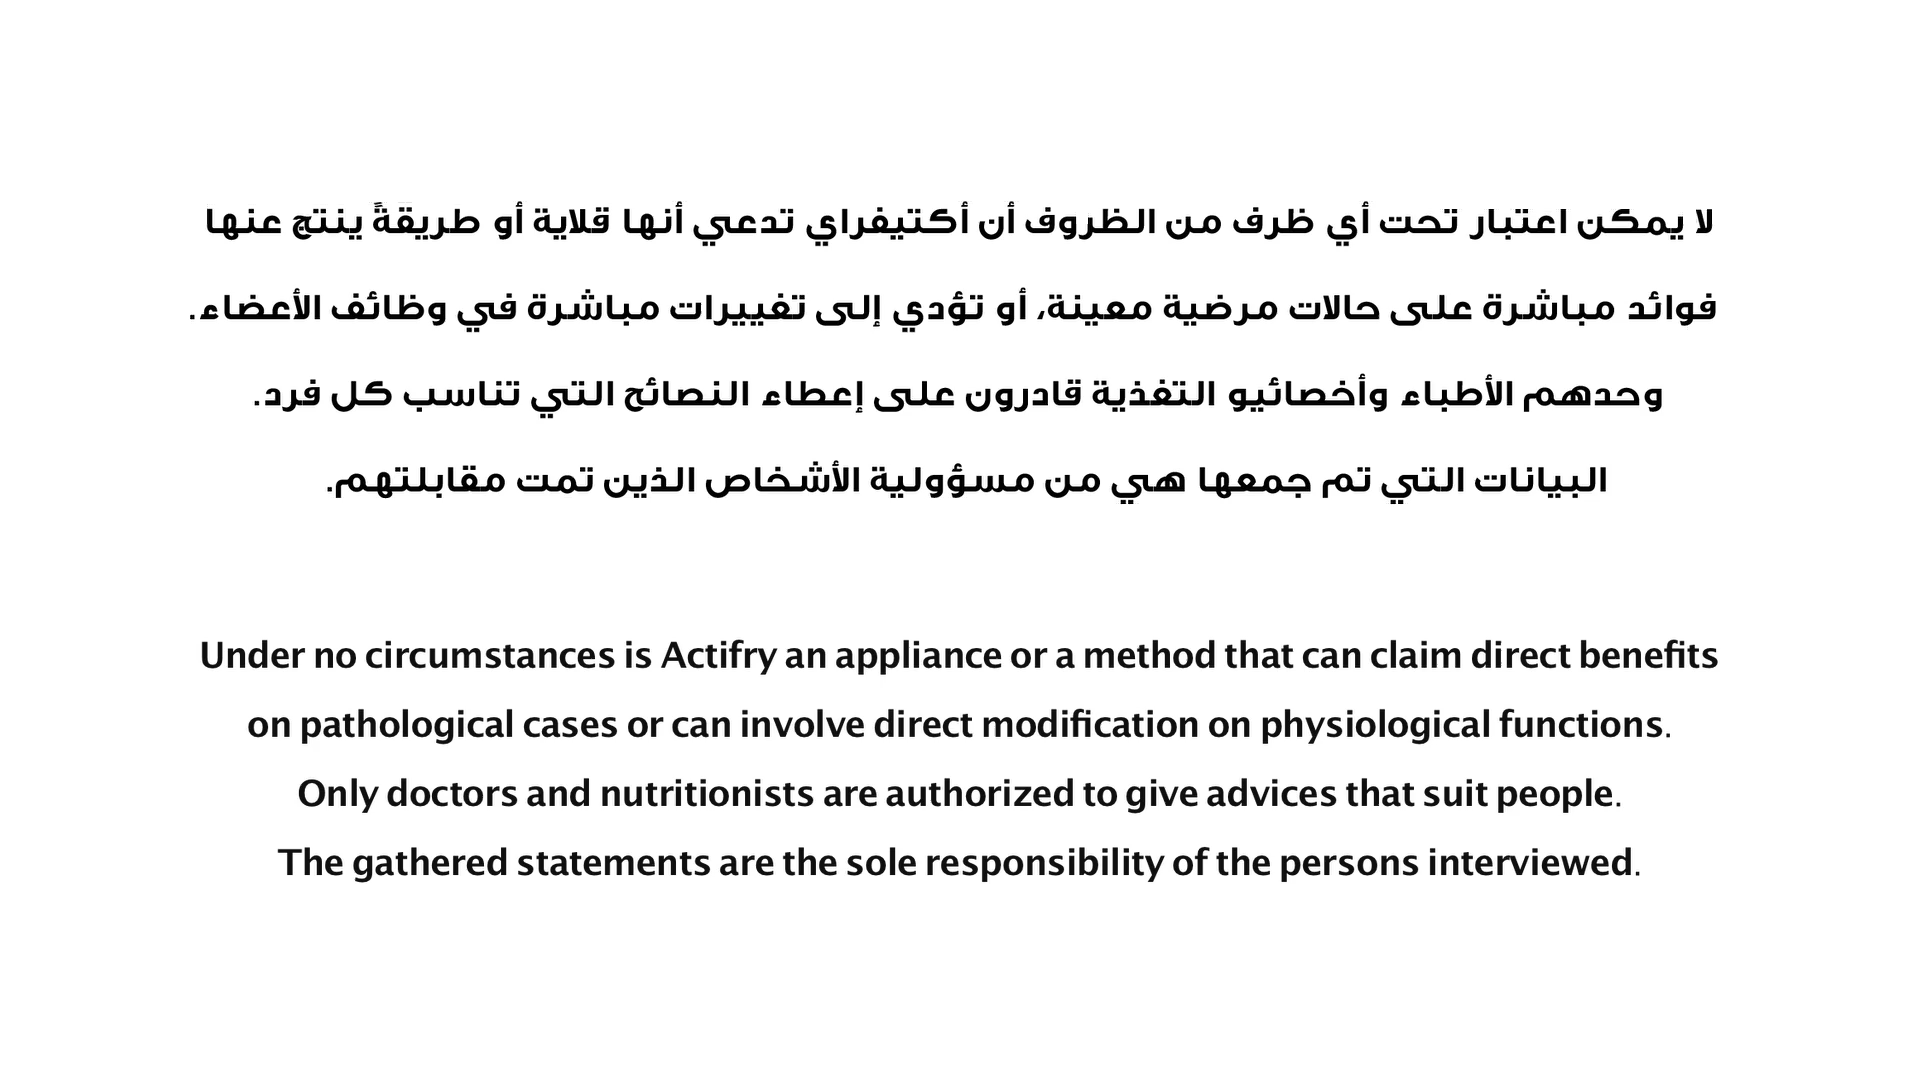 لا يمكن اعتبار تحت أي ظرف من الظروف أن أكتيفراي تدعي أنها قلاية أو طريقةً ينتج عنها
فوائد مباشرة على حالات مرضية معينة، أو تؤدي إلى تغييرات مباشرة في وظائف الأعضاء.
وحدهم الأطباء وأخصائيو التغذية قادرون على إعطاء النصائح التي تناسب كل فرد.
البيانات التي تم جمعها هي من مسؤولية الأشخاص الذين تمت مقابلتهم.
Under no circumstances is Actifry an appliance or a method that can claim direct benefits
on pathological cases or can involve direct modification on physiological functions.
Only doctors and nutritionists are authorized to give advices that suit people.
The gathered statements are the sole responsibility of the persons interviewed.